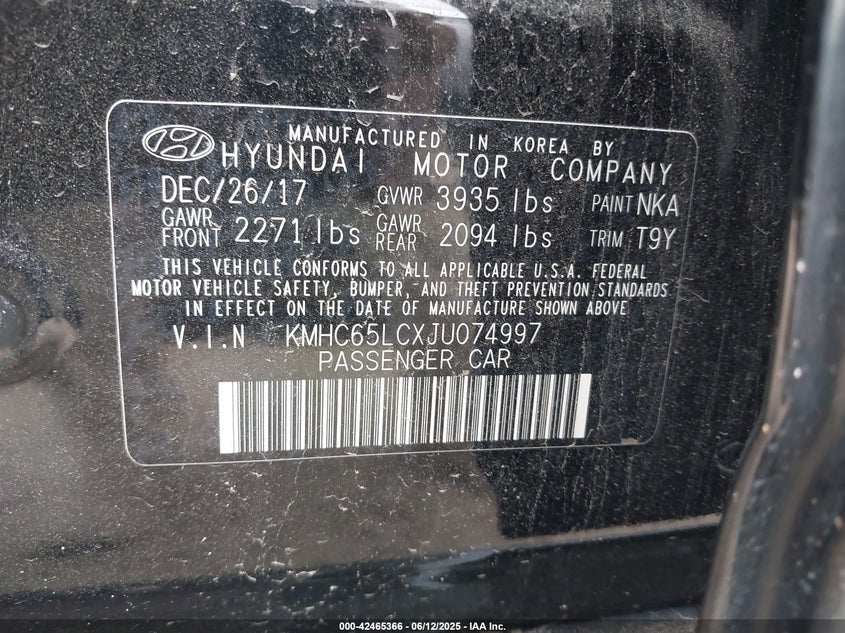 MANUFACTURED IN KOREA BY
HYUNDAI MOTOR COMPANY
DEC/26/17 GVWR 3935 lbs PAINT NKA
GAWR FRONT 2271 lbs GAWR REAR 2094 lbs TRIM T9Y
THIS VEHICLE CONFORMS TO ALL APPLICABLE U.S.A. FEDERAL
MOTOR VEHICLE SAFETY, BUMPER, AND THEFT PREVENTION STANDARDS
IN EFFECT ON THE DATE OF MANUFACTURE SHOWN ABOVE
V.I.N KMHC65LCXJU074997
PASSENGER CAR
000-42465366 - 06/12/2025 - IAA Inc.